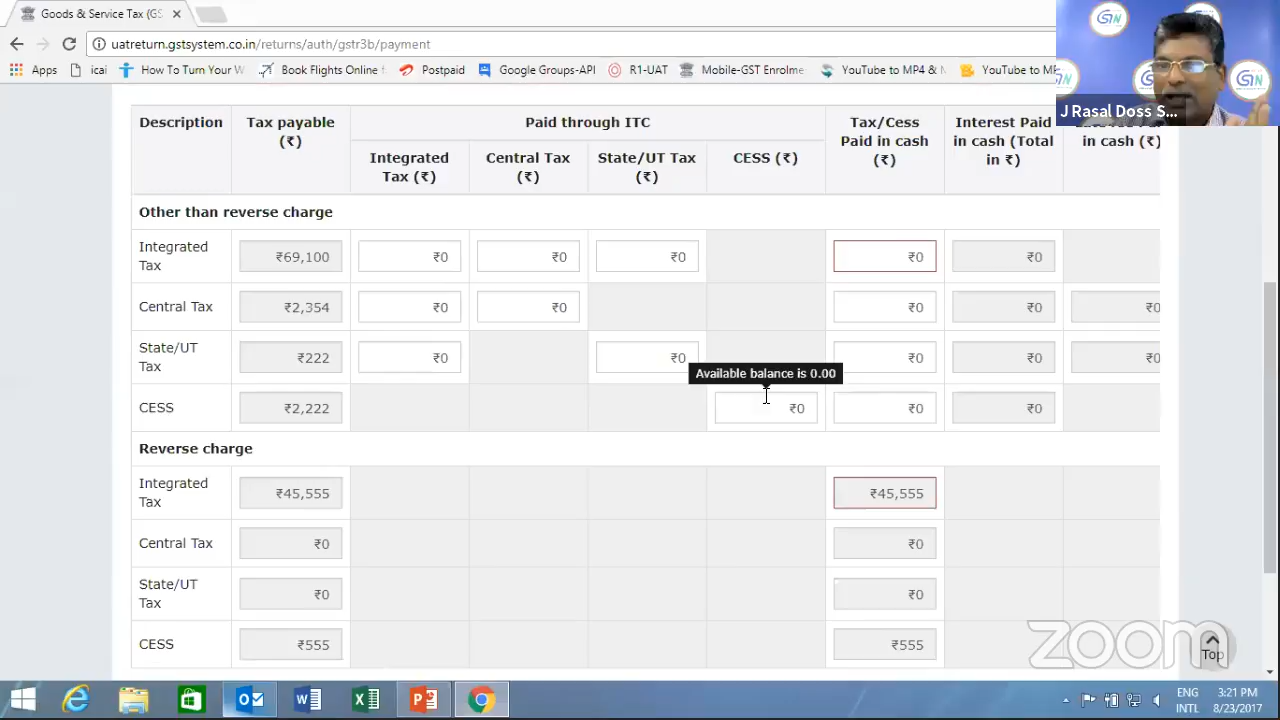 Goods & Service Tax (GS
uatreturn.gstsystem.co.in/returns/auth/gstr3b/payment
Apps
icai
How To Turn Your W
Book Flights Online f
Postpaid
Google Groups-API
R1-UAT
Mobile-GST Enrolme
YouTube to MP4 & M
YouTube to MP
J Rasal Doss S...
Description
Tax payable (₹)
Paid through ITC
Tax/Cess Paid in cash (₹)
Interest Paid in cash (Total in ₹)
in cash (₹)
Integrated Tax (₹)
Central Tax (₹)
State/UT Tax (₹)
CESS (₹)
Other than reverse charge
Integrated Tax ₹69,100 ₹0 ₹0 ₹0 ₹0 ₹0
Central Tax ₹2,354 ₹0 ₹0 ₹0 ₹0 ₹0
State/UT Tax ₹222 ₹0 ₹0 ₹0 ₹0 ₹0
Available balance is 0.00
CESS ₹2,222 ₹0 ₹0 ₹0
Reverse charge
Integrated Tax ₹45,555 ₹45,555
Central Tax ₹0 ₹0
State/UT Tax ₹0 ₹0
CESS ₹555 ₹555
zoom
Top
ENG
INTL
3:21 PM
8/23/2017